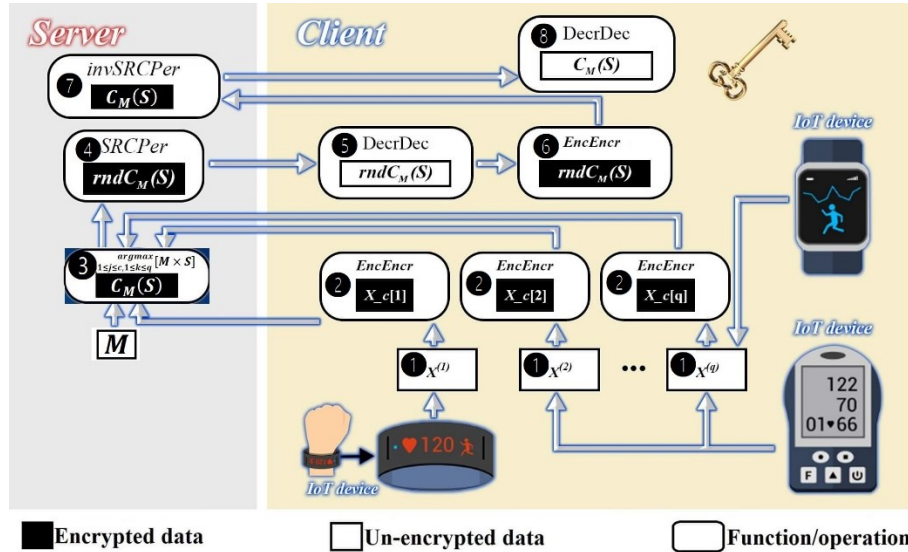 Server
Client
8 DecrDec
C_M(S)
7 invSRCPer
C_M(S)
IoT device
4 SRCPer
rndC_M(S)
5 DecrDec
rndC_M(S)
6 EncEncr
rndC_M(S)
3 argmax [M × S]
1≤j≤c,1≤k≤q
C_M(S)
EncEncr
2 X_c[1]
EncEncr
2 X_c[2]
EncEncr
2 X_c[q]
M
1 X^(1)
1 X^(2)
•••
1 X^(q)
IoT device
122
70
01♥66
F
♥120
IoT device
Encrypted data
Un-encrypted data
Function/operation